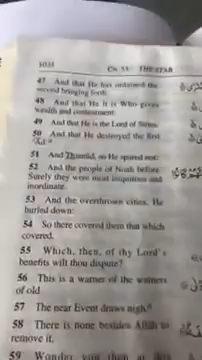 1031 Ch. 53: THE STAR
47 And that He has ordained the
second bringing forth;
48 And that He it is Who gives
wealth and contentment;
49 And that He is the Lord of Sirius,
50 And that He destroyed the first
'Ad:
51 And Thamūd, so He spared not:
52 And the people of Noah before.
Surely they were most iniquitous and
inordinate.
53 And the overthrown cities, He
hurled down:
54 So there covered them that which
covered.
55 Which, then, of thy Lord's
benefits wilt thou dispute?
56 This is a warner of the warners
of old.
57 The near Event draws nigh.
58 There is none besides Allāh to
remove it.
59 Wonder you then at this